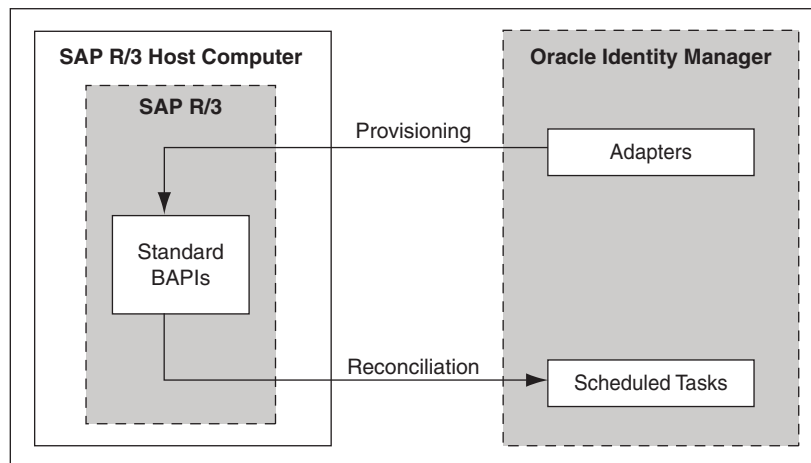 SAP R/3 Host Computer
SAP R/3
Standard
BAPIs
Provisioning
Reconciliation
Oracle Identity Manager
Adapters
Scheduled Tasks